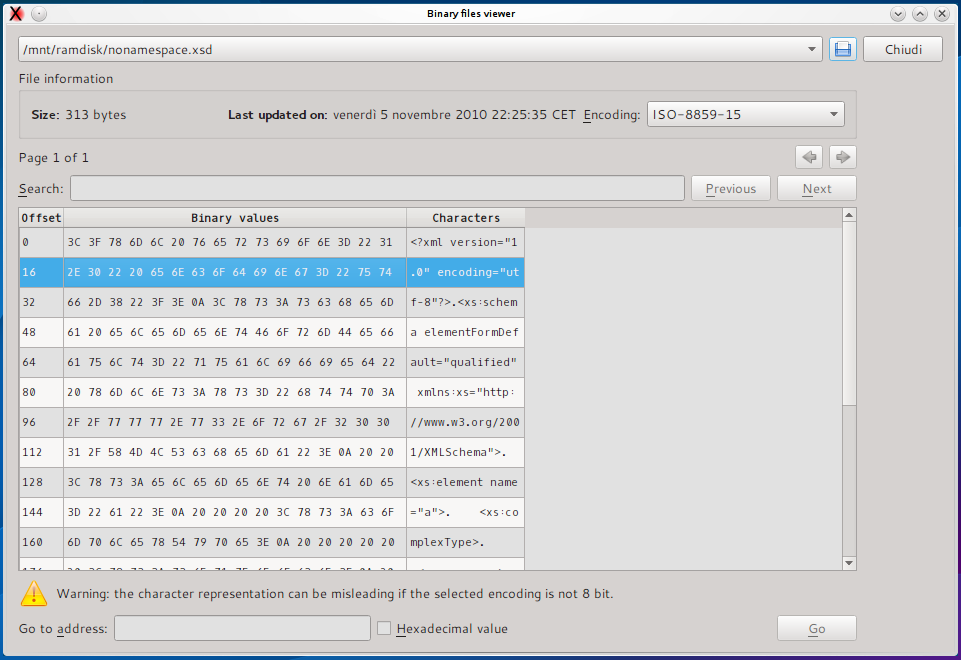 Binary files viewer
/mnt/ramdisk/nonamespace.xsd Chiudi
File information
Size: 313 bytes Last updated on: venerdì 5 novembre 2010 22:25:35 CET Encoding: ISO-8859-15
Page 1 of 1
Search: Previous Next
Offset Binary values Characters
0 3C 3F 78 6D 6C 20 76 65 72 73 69 6F 6E 3D 22 31 <?xml version="1
16 2E 30 22 20 65 6E 63 6F 64 69 6E 67 3D 22 75 74 .0" encoding="ut
32 66 2D 38 22 3F 3E 0A 3C 78 73 3A 73 63 68 65 6D f-8"?>.<xs:schem
48 61 20 65 6C 65 6D 65 6E 74 46 6F 72 6D 44 65 66 a elementFormDef
64 61 75 6C 74 3D 22 71 75 61 6C 69 66 69 65 64 22 ault="qualified"
80 20 78 6D 6C 6E 73 3A 78 73 3D 22 68 74 74 70 3A xmlns:xs="http:
96 2F 2F 77 77 77 2E 77 33 2E 6F 72 67 2F 32 30 30 //www.w3.org/200
112 31 2F 58 4D 4C 53 63 68 65 6D 61 22 3E 0A 20 20 1/XMLSchema">.
128 3C 78 73 3A 65 6C 65 6D 65 6E 74 20 6E 61 6D 65 <xs:element name
144 3D 22 61 22 3E 0A 20 20 20 20 3C 78 73 3A 63 6F ="a">.    <xs:co
160 6D 70 6C 65 78 54 79 70 65 3E 0A 20 20 20 20 20 mplexType>.
Warning: the character representation can be misleading if the selected encoding is not 8 bit.
Go to address: Hexadecimal value Go